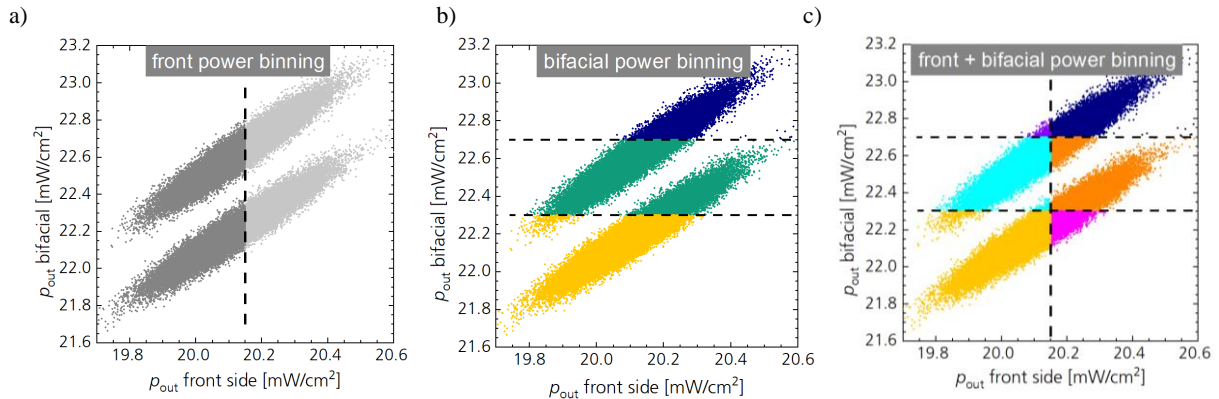 a)
front power binning
23.2
23.0
22.8
22.6
22.4
22.2
22.0
21.8
21.6
19.8 20.0 20.2 20.4 20.6
pout bifacial [mW/cm²]
pout front side [mW/cm²]
b)
bifacial power binning
23.2
23.0
22.8
22.6
22.4
22.2
22.0
21.8
21.6
19.8 20.0 20.2 20.4 20.6
pout bifacial [mW/cm²]
pout front side [mW/cm²]
c)
front + bifacial power binning
23.2
23.0
22.8
22.6
22.4
22.2
22.0
21.8
21.6
19.8 20.0 20.2 20.4 20.6
pout bifacial [mW/cm²]
pout front side [mW/cm²]